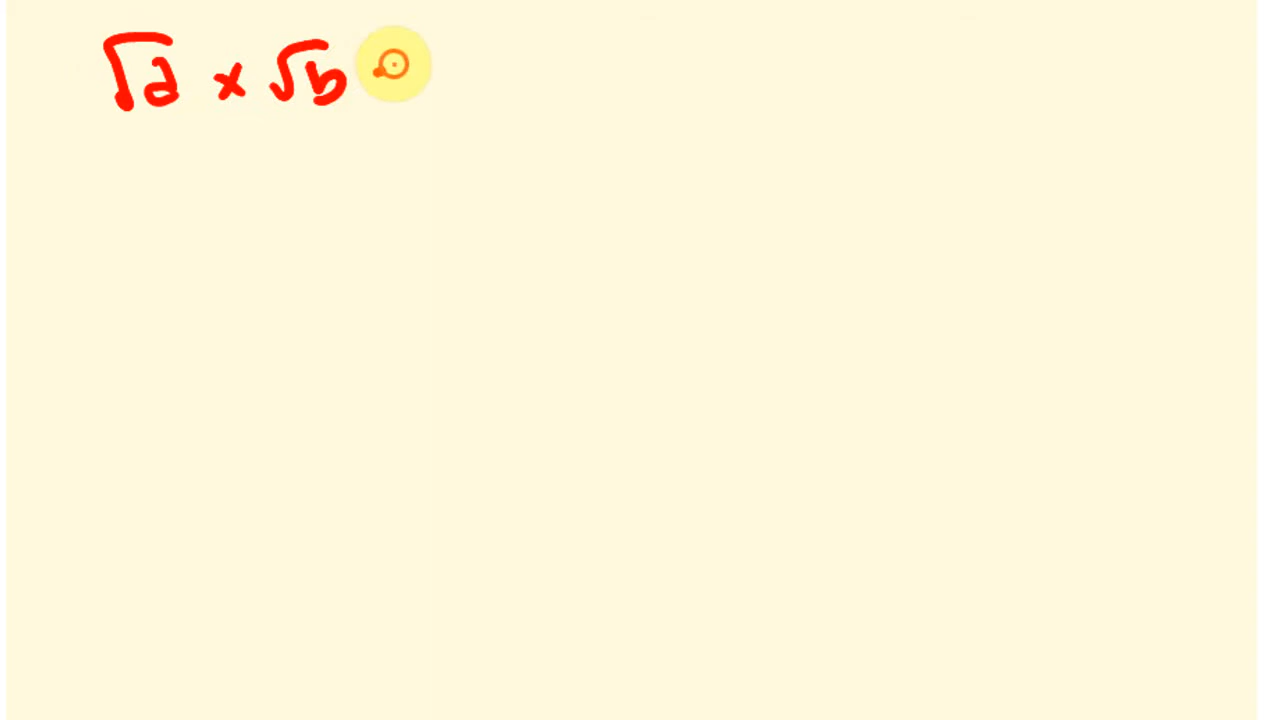 √a × √b